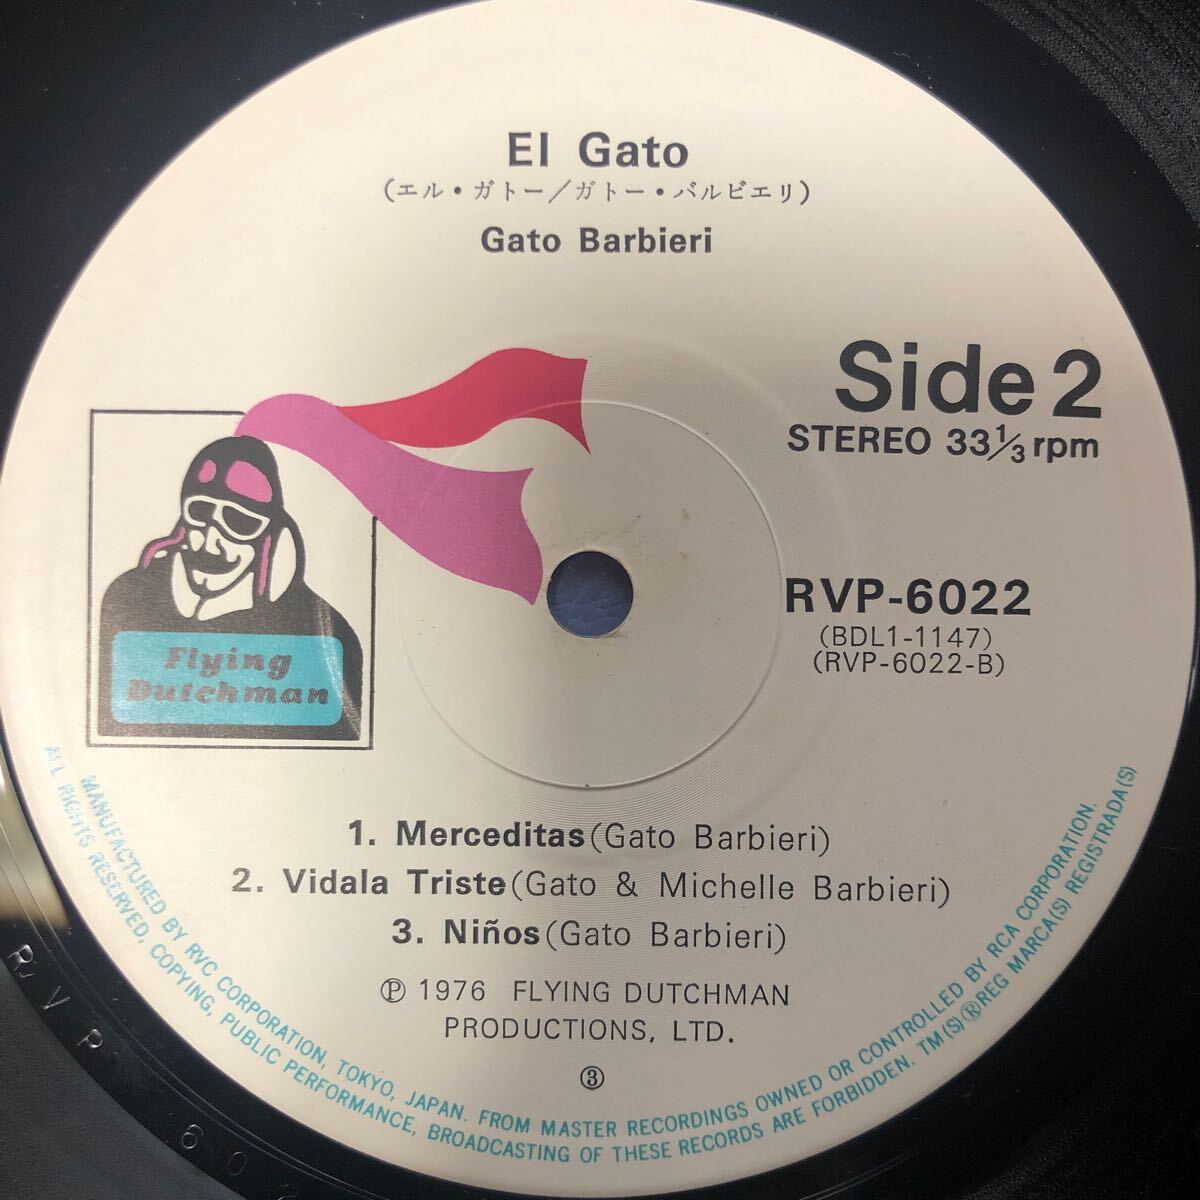 El Gato
(エル・ガトー/ガトー・バルビエリ)
Gato Barbieri
Side 2
STEREO 33⅓ rpm
Flying
Dutchman
RVP-6022
(BDL1-1147)
(RVP-6022-B)
1. Merceditas (Gato Barbieri)
2. Vidala Triste (Gato & Michelle Barbieri)
3. Niños (Gato Barbieri)
Ⓟ 1976 FLYING DUTCHMAN
PRODUCTIONS, LTD.
③
MANUFACTURED BY RVC CORPORATION, TOKYO, JAPAN. FROM MASTER RECORDINGS OWNED OR CONTROLLED BY RCA CORPORATION.
ALL RIGHTS RESERVED, COPYING, PUBLIC PERFORMANCE, BROADCASTING OF THESE RECORDS ARE FORBIDDEN. TM(S)®REG MARCA(S) REGISTRADA(S)
R V P 6 0